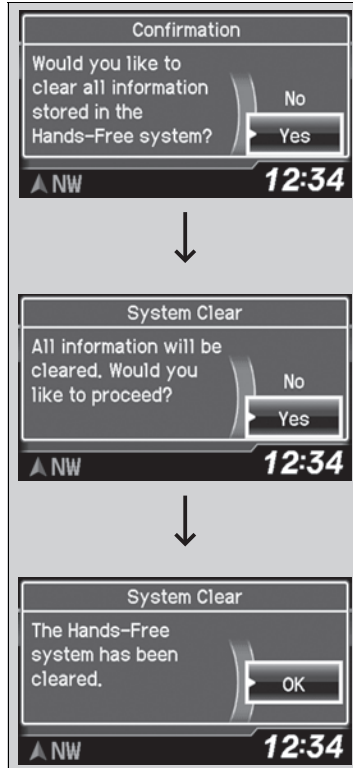 Confirmation
Would you like to
clear all information
stored in the
Hands-Free system?
No
Yes
NW
12:34
System Clear
All information will be
cleared. Would you
like to proceed?
No
Yes
NW
12:34
System Clear
The Hands-Free
system has been
cleared.
OK
NW
12:34